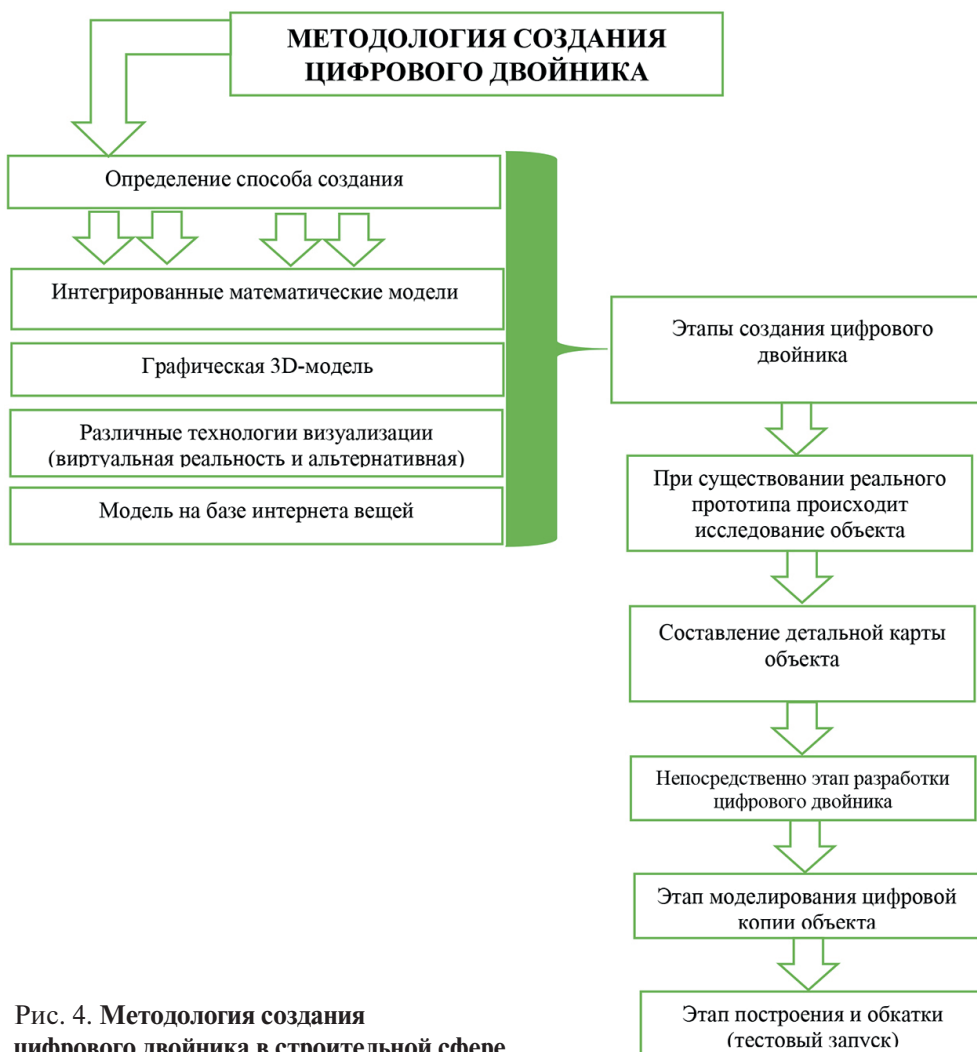 МЕТОДОЛОГИЯ СОЗДАНИЯ
ЦИФРОВОГО ДВОЙНИКА
Определение способа создания
Интегрированные математические модели
Графическая 3D-модель
Различные технологии визуализации
(виртуальная реальность и альтернативная)
Модель на базе интернета вещей
Этапы создания цифрового
двойника
При существовании реального
прототипа происходит
исследование объекта
Составление детальной карты
объекта
Непосредственно этап разработки
цифрового двойника
Этап моделирования цифровой
копии объекта
Этап построения и обкатки
(тестовый запуск)
Рис. 4. Методология создания
цифрового двойника в строительной сфере